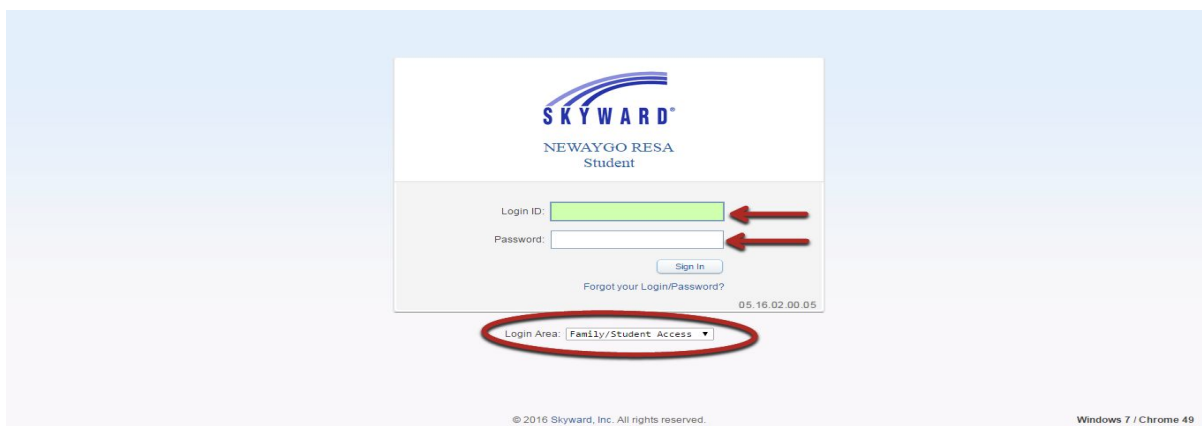 SKYWARD®
NEWAYGO RESA
Student
Login ID:
Password:
Sign In
Forgot your Login/Password?
05.16.02.00.05
Login Area: Family/Student Access
© 2016 Skyward, Inc. All rights reserved.
Windows 7 / Chrome 49